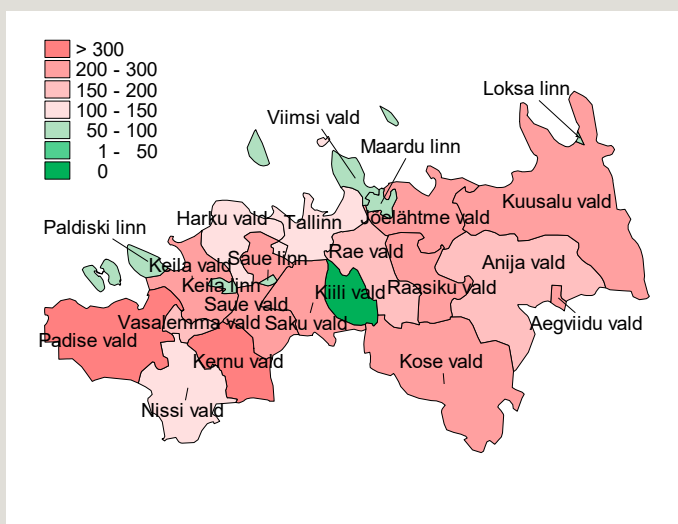 > 300
200 - 300
150 - 200
100 - 150
50 - 100
1 - 50
0
Loksa linn
Viimsi vald
Maardu linn
Kuusalu vald
Paldiski linn
Harku vald
Tallinn
Jõelähtme vald
Rae vald
Saue linn
Keila vald
Anija vald
Keila linn
Kiili vald
Raasiku vald
Saue vald
Vasalemma vald
Saku vald
Aegviidu vald
Padise vald
Kernu vald
Kose vald
Nissi vald